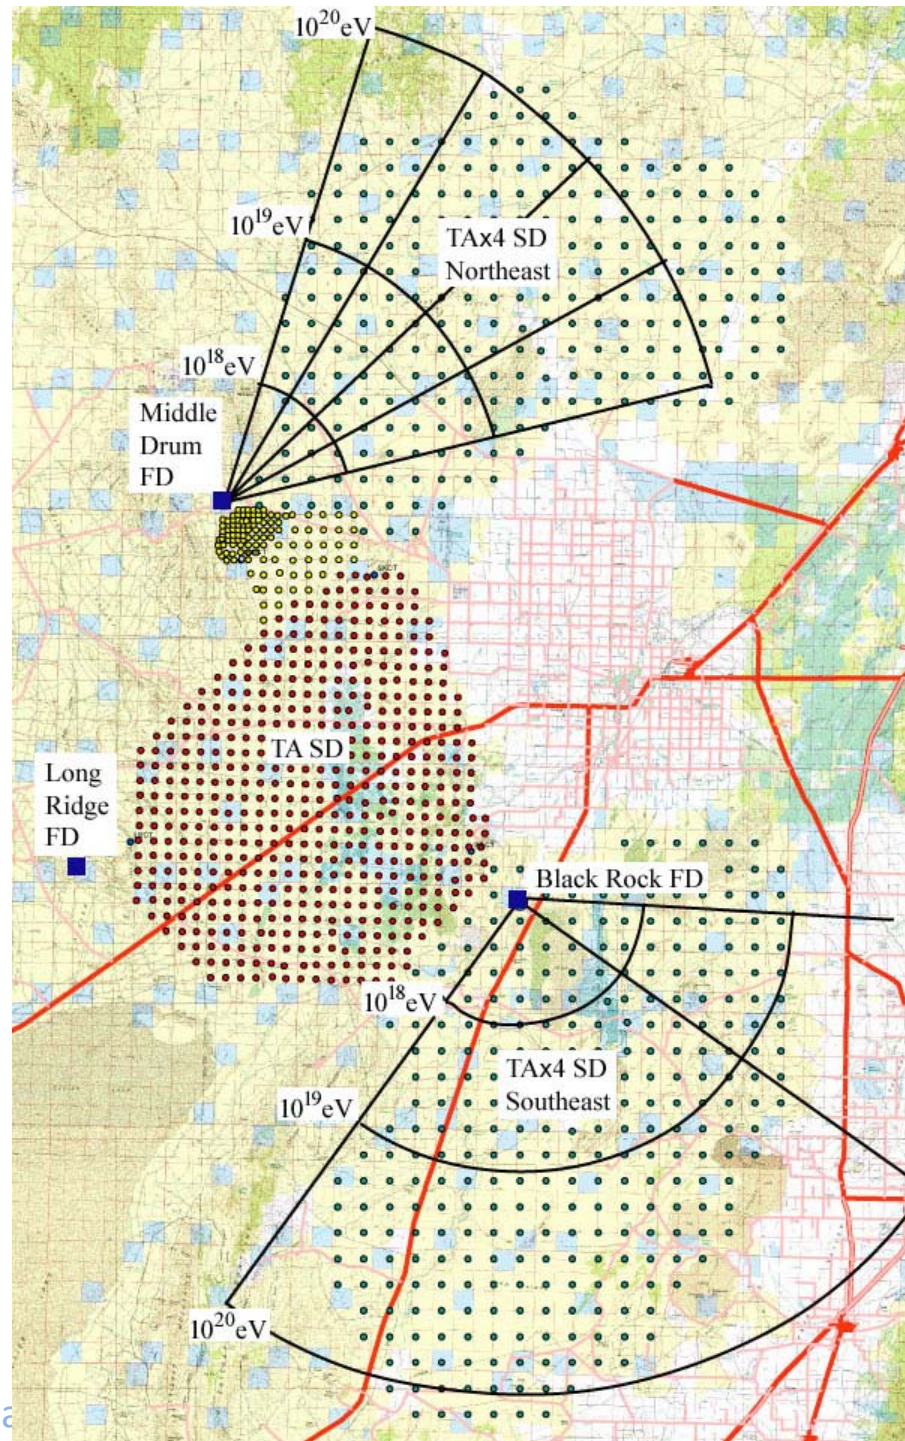 10²⁰eV
10¹⁹eV
TAx4 SD
Northeast
10¹⁸eV
Middle
Drum
FD
SKCT
TA SD
Long
Ridge
FD
Black Rock FD
10¹⁸eV
TAx4 SD
Southeast
10¹⁹eV
10²⁰eV